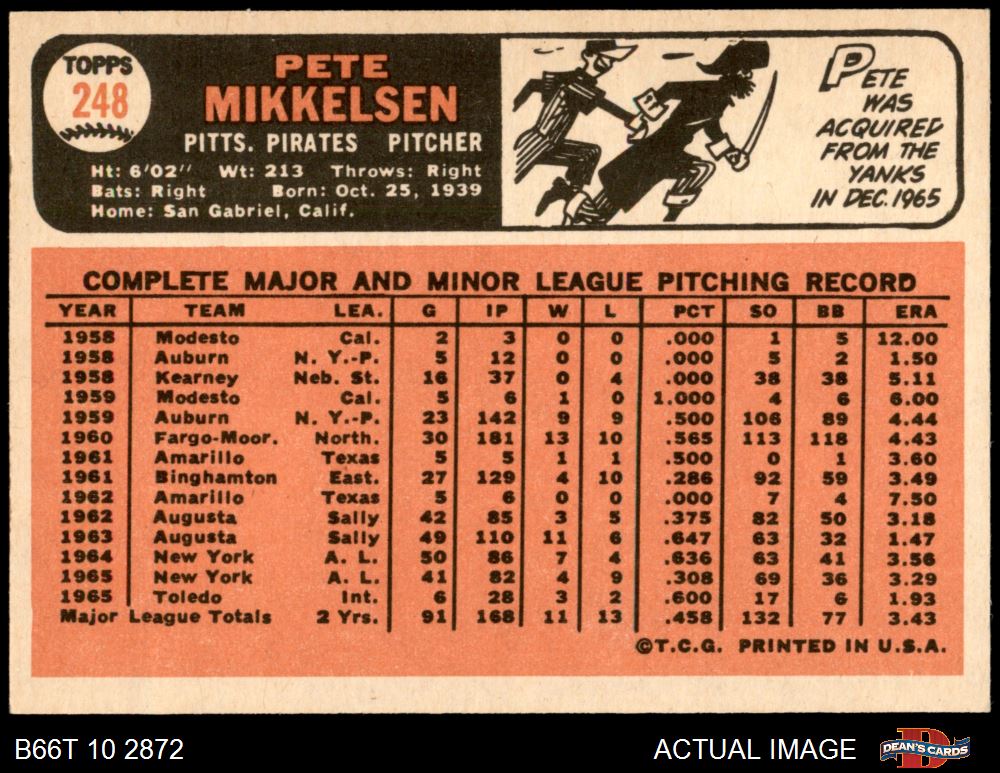 TOPPS
248
PETE
MIKKELSEN
PITTS. PIRATES PITCHER
Ht: 6'02" Wt: 213 Throws: Right
Bats: Right Born: Oct. 25, 1939
Home: San Gabriel, Calif.
PETE
WAS
ACQUIRED
FROM THE
YANKS
IN DEC. 1965
COMPLETE MAJOR AND MINOR LEAGUE PITCHING RECORD
YEAR TEAM LEA. G IP W L PCT SO BB ERA
1958 Modesto Cal. 2 3 0 0 .000 1 5 12.00
1958 Auburn N. Y.-P. 5 12 0 0 .000 5 2 1.50
1958 Kearney Neb. St. 16 37 0 4 .000 38 38 5.11
1959 Modesto Cal. 5 6 1 0 1.000 4 6 6.00
1959 Auburn N. Y.-P. 23 142 9 9 .500 106 89 4.44
1960 Fargo-Moor. North. 30 181 13 10 .565 113 118 4.43
1961 Amarillo Texas 5 5 1 1 .500 0 1 3.60
1961 Binghamton East. 27 129 4 10 .286 92 59 3.49
1962 Amarillo Texas 5 6 0 0 .000 7 4 7.50
1962 Augusta Sally 42 85 3 5 .375 82 50 3.18
1963 Augusta Sally 49 110 11 6 .647 63 32 1.47
1964 New York A. L. 50 86 7 4 .636 63 41 3.56
1965 New York A. L. 41 82 4 9 .308 69 36 3.29
1965 Toledo Int. 6 28 3 2 .600 17 6 1.93
Major League Totals 2 Yrs. 91 168 11 13 .458 132 77 3.43
©T.C.G. PRINTED IN U.S.A.
B66T 10 2872
ACTUAL IMAGE
DEAN'S CARDS